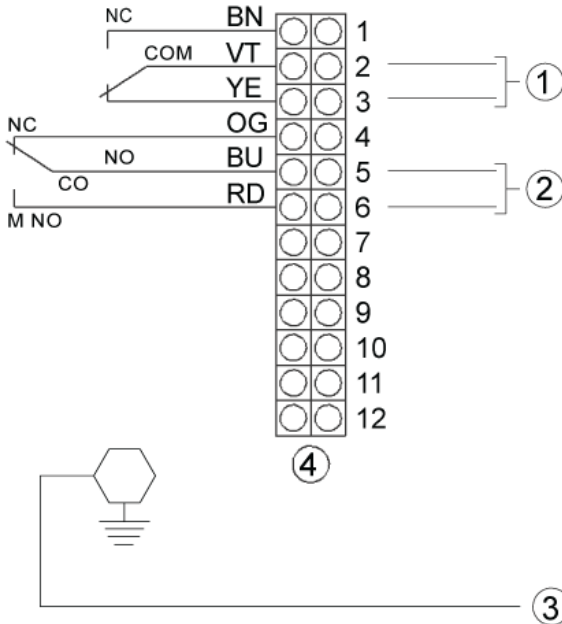 NC BN 1
COM VT 2
YE 3
1
NC OG 4
NO BU 5
CO
RD 6
M NO
2
7
8
9
10
11
12
4
3